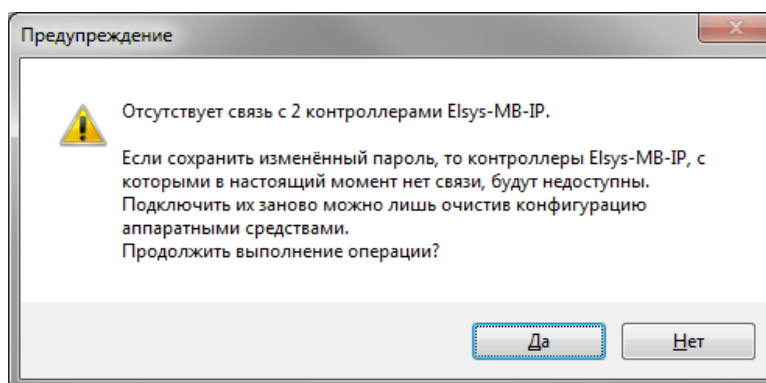 Предупреждение
Отсутствует связь с 2 контроллерами Elsys-MB-IP.
Если сохранить изменённый пароль, то контроллеры Elsys-MB-IP, с
которыми в настоящий момент нет связи, будут недоступны.
Подключить их заново можно лишь очистив конфигурацию
аппаратными средствами.
Продолжить выполнение операции?
Да
Нет